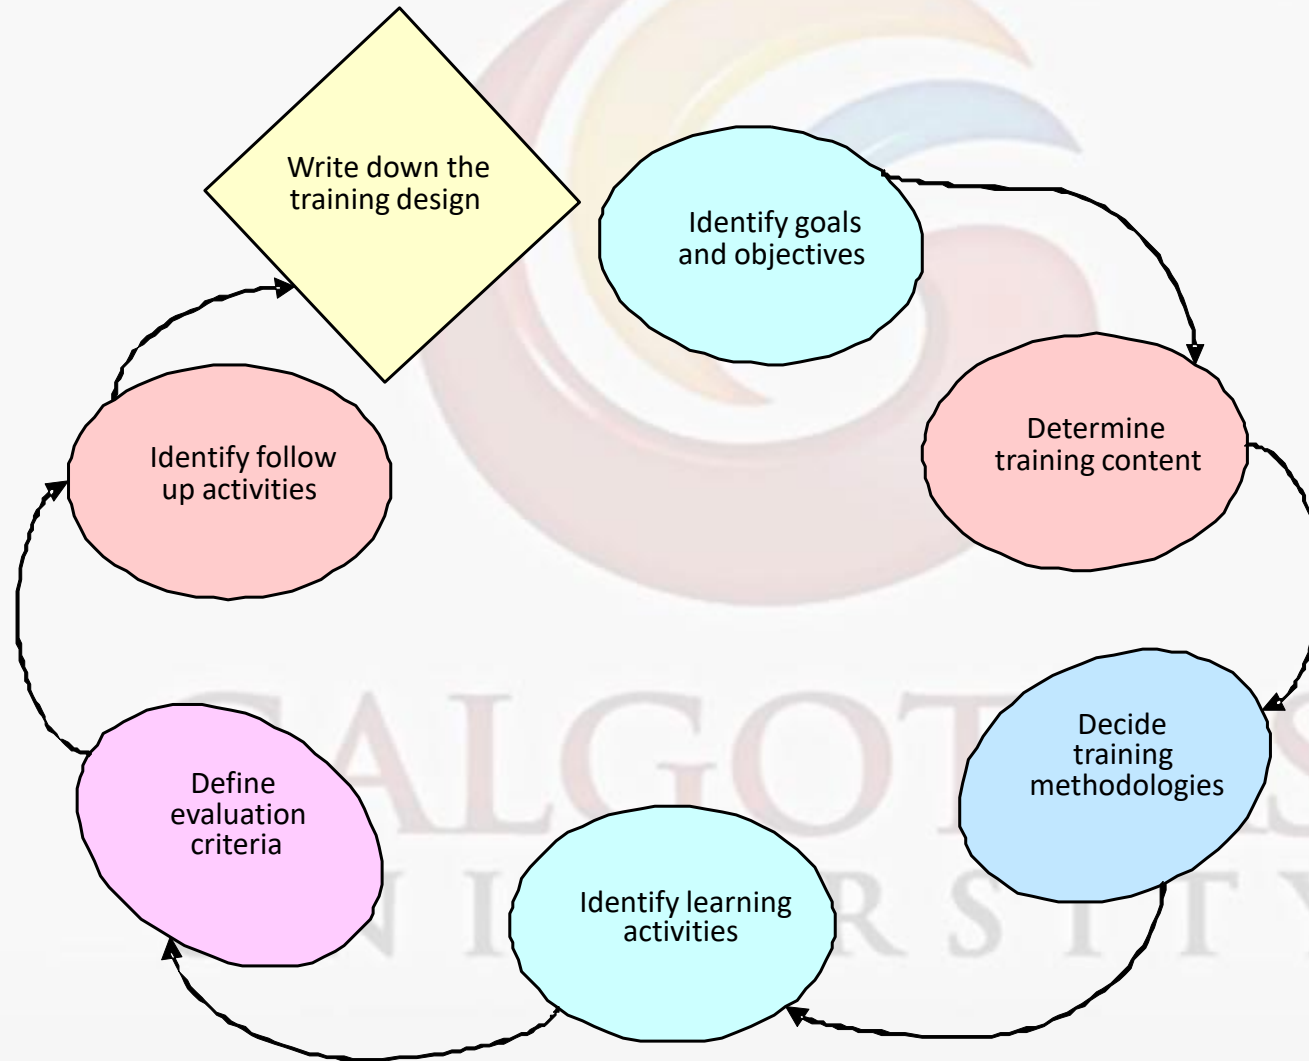 Write down the
training design
Identify goals
and objectives
Determine
training content
Decide
training
methodologies
Identify learning
activities
Define
evaluation
criteria
Identify follow
up activities